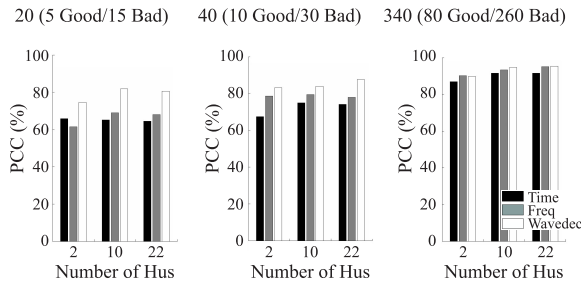 20 (5 Good/15 Bad)
40 (10 Good/30 Bad)
340 (80 Good/260 Bad)
PCC (%)
100
80
60
40
20
0
2 10 22
Number of Hus
PCC (%)
100
80
60
40
20
0
2 10 22
Number of Hus
PCC (%)
100
80
60
40
20
0
Time
Freq
Wavedec
2 10 22
Number of Hus